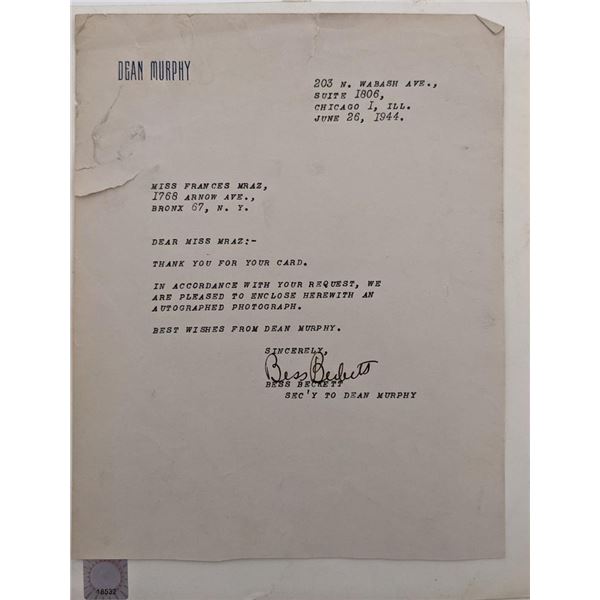 DEAN MURPHY
203 N. WABASH AVE.,
SUITE 1806,
CHICAGO 1, ILL.
JUNE 26, 1944.
MISS FRANCES MRAZ,
1768 ARNOW AVE.,
BRONX 67, N. Y.
DEAR MISS MRAZ:-
THANK YOU FOR YOUR CARD.
IN ACCORDANCE WITH YOUR REQUEST, WE
ARE PLEASED TO ENCLOSE HEREWITH AN
AUTOGRAPHED PHOTOGRAPH.
BEST WISHES FROM DEAN MURPHY.
SINCERELY,
Bess Beckett
BESS BECKETT
SEC'Y TO DEAN MURPHY
16532